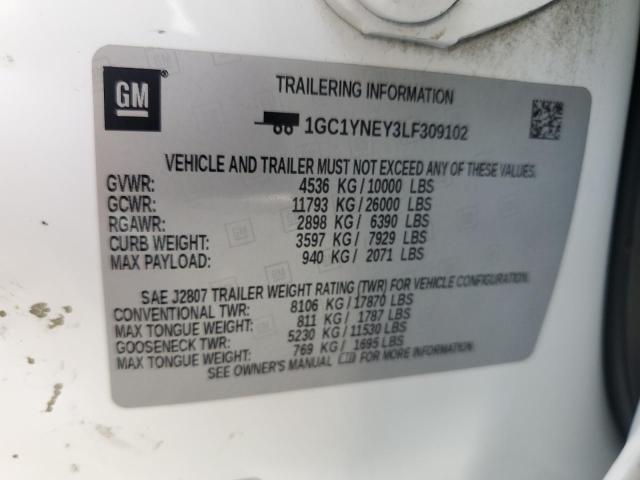 GM
TRAILERING INFORMATION
1GC1YNEY3LF309102
VEHICLE AND TRAILER MUST NOT EXCEED ANY OF THESE VALUES.
GVWR: 4536 KG/10000 LBS
GCWR: 11793 KG/26000 LBS
RGAWR: 2898 KG/ 6390 LBS
CURB WEIGHT: 3597 KG/ 7929 LBS
MAX PAYLOAD: 940 KG/ 2071 LBS
SAE J2807 TRAILER WEIGHT RATING (TWR) FOR VEHICLE CONFIGURATION.
CONVENTIONAL TWR: 8106 KG/17870 LBS
MAX TONGUE WEIGHT: 811 KG/ 1787 LBS
GOOSENECK TWR: 5230 KG/11530 LBS
MAX TONGUE WEIGHT: 769 KG/ 1695 LBS
SEE OWNER'S MANUAL FOR MORE INFORMATION.